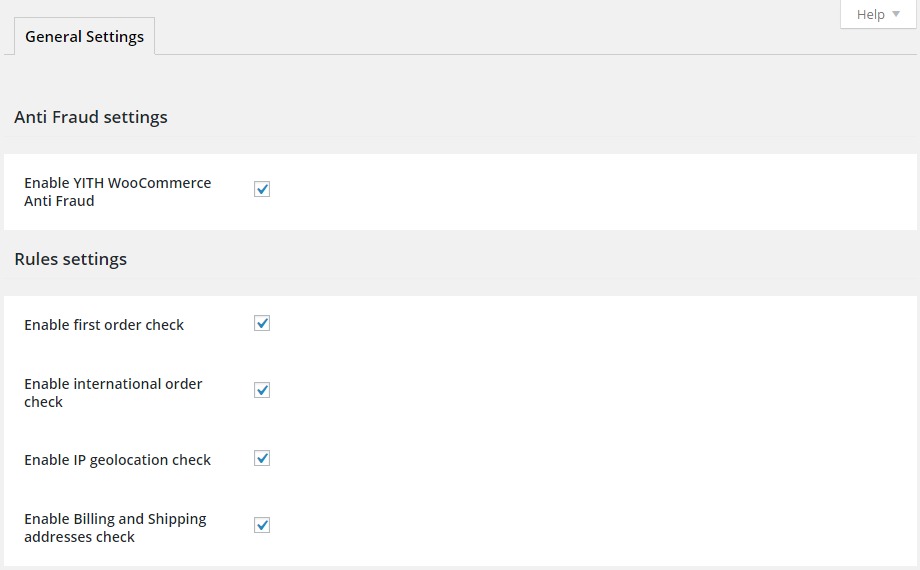 Help
General Settings
Anti Fraud settings
Enable YITH WooCommerce
Anti Fraud
Rules settings
Enable first order check
Enable international order
check
Enable IP geolocation check
Enable Billing and Shipping
addresses check